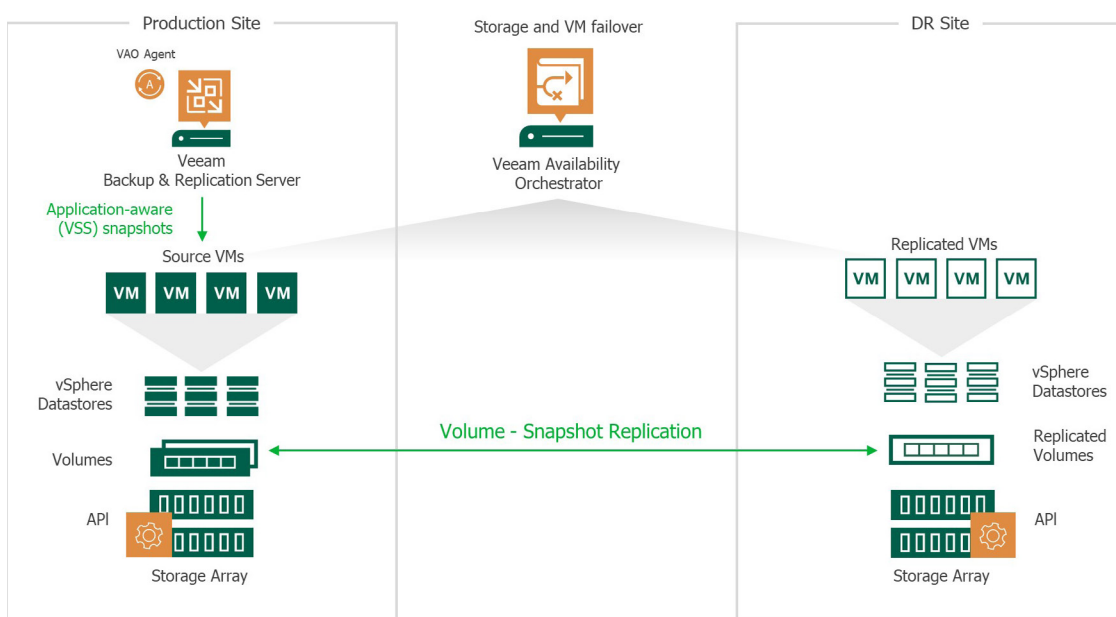 Production Site
VAO Agent
A
Veeam
Backup & Replication Server
Application-aware
(VSS) snapshots
Source VMs
VM VM VM VM
vSphere
Datastores
Volumes
API
Storage Array
Storage and VM failover
Veeam Availability
Orchestrator
Volume - Snapshot Replication
DR Site
Replicated VMs
VM VM VM VM
vSphere
Datastores
Replicated
Volumes
API
Storage Array